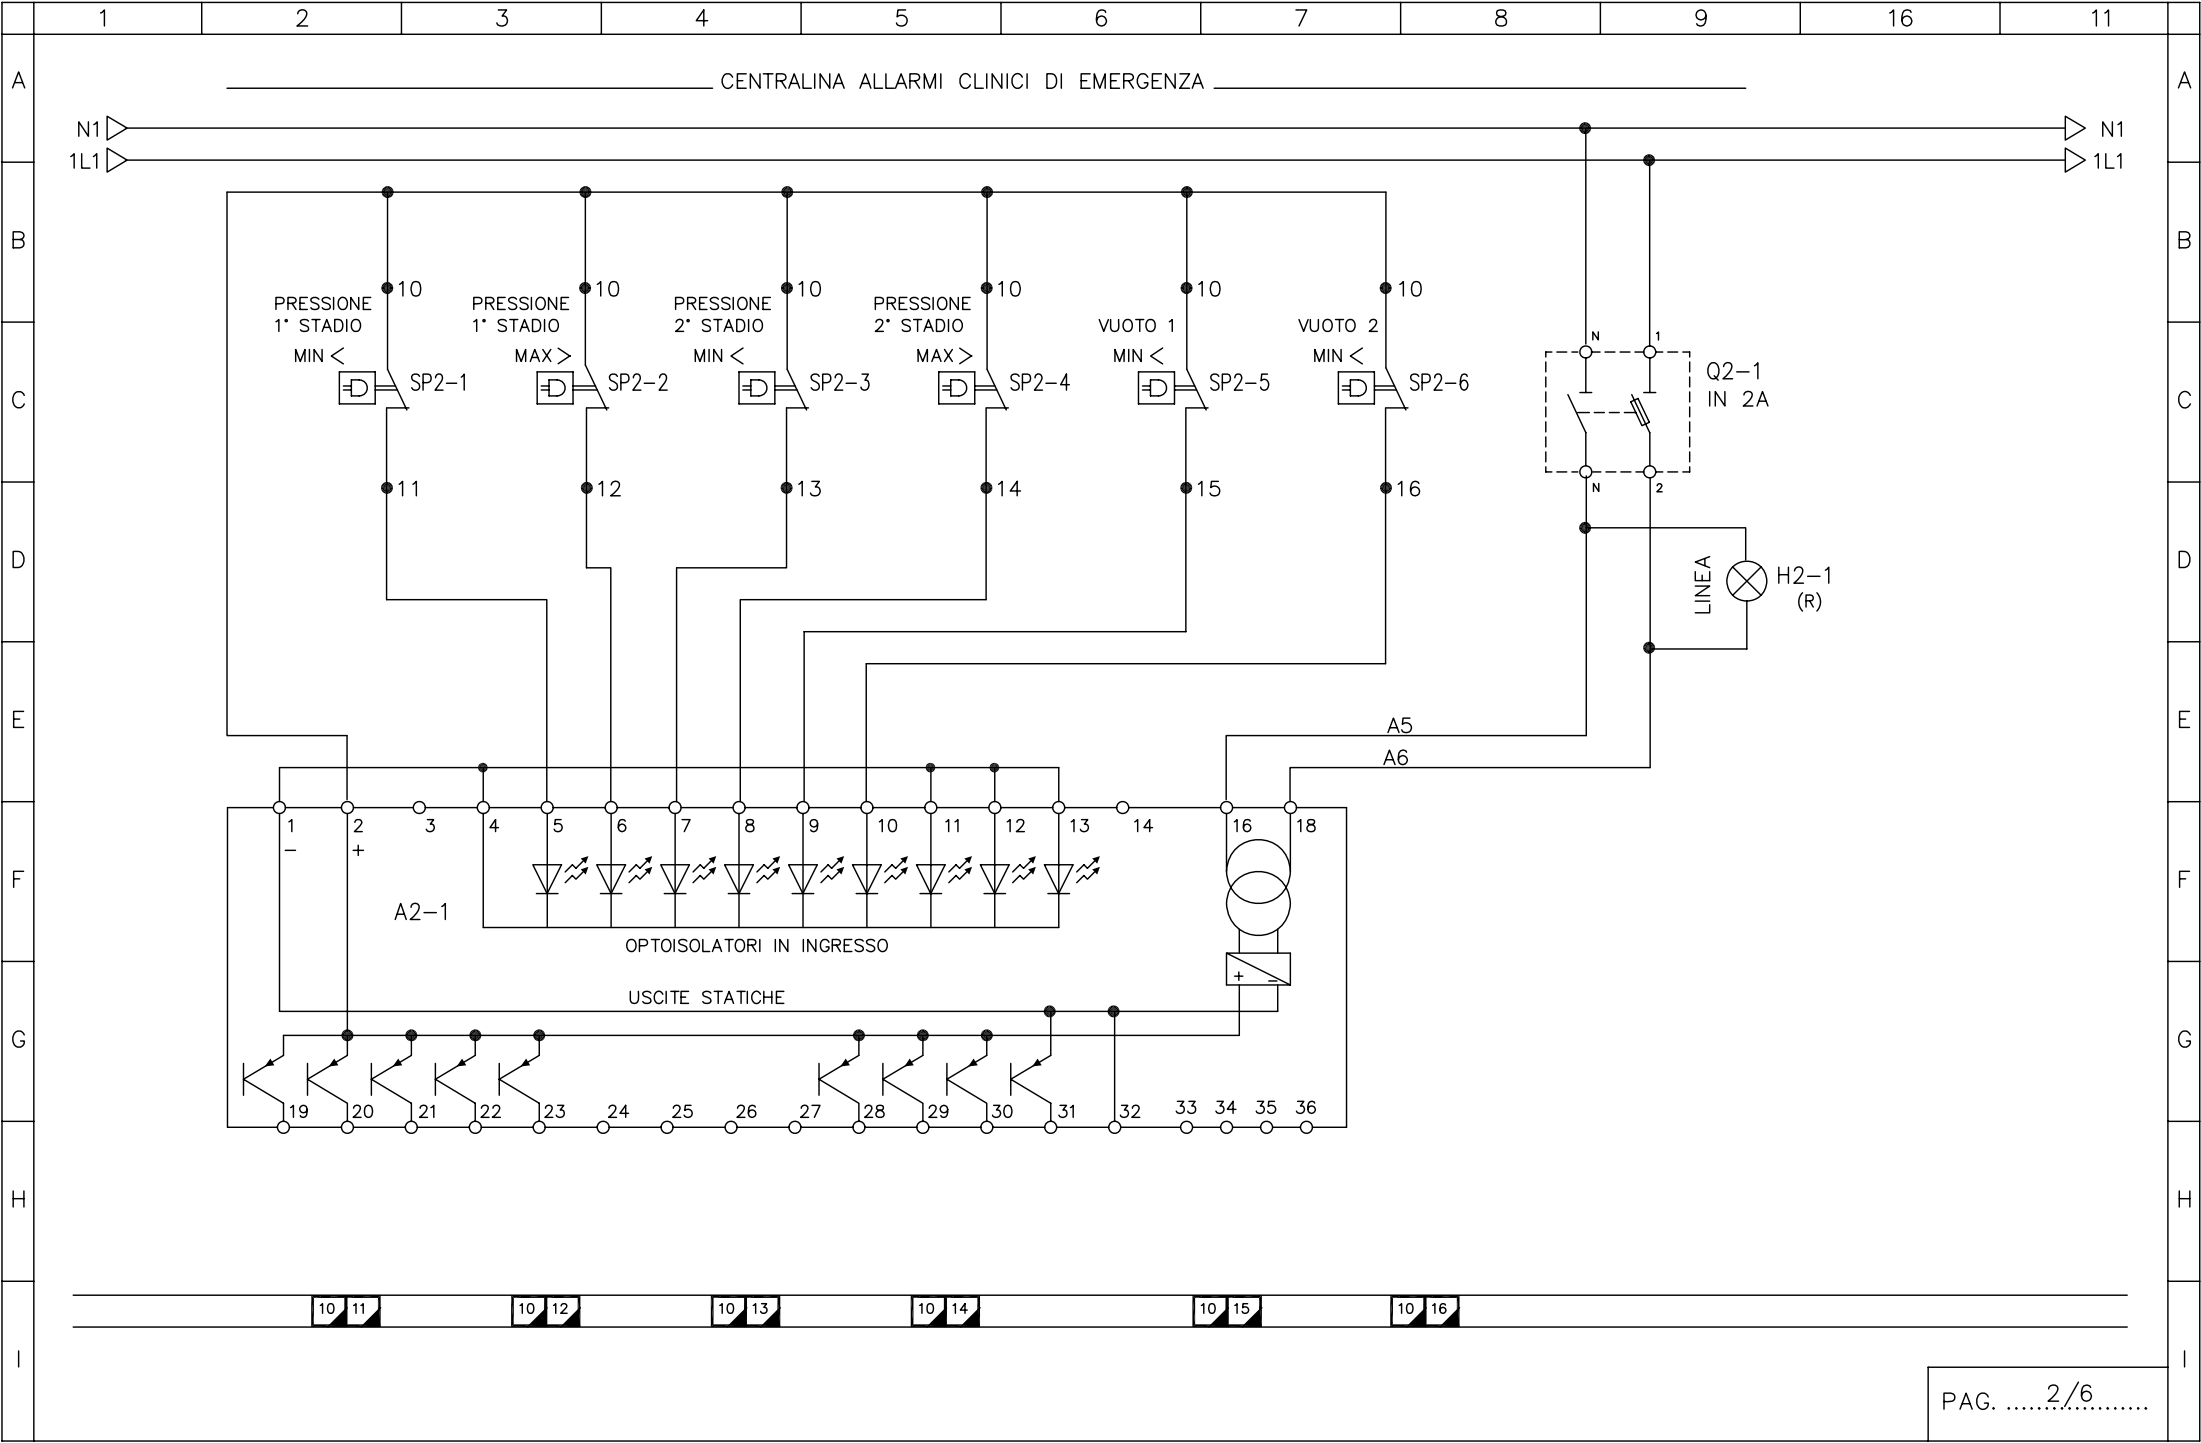 1 2 3 4 5 6 7 8 9 16 11
A CENTRALINA ALLARMI CLINICI DI EMERGENZA A
N1 N1
1L1 1L1
B B
10 10 10 10 10 10
PRESSIONE PRESSIONE PRESSIONE PRESSIONE
1° STADIO 1° STADIO 2° STADIO 2° STADIO VUOTO 1 VUOTO 2
N 1
MIN < MAX > MIN < MAX > MIN < MIN <
SP2-1 SP2-2 SP2-3 SP2-4 SP2-5 SP2-6 Q2-1
C IN 2A C
11 12 13 14 15 16 N 2
D D
LINEA H2-1
(R)
E A5 E
A6
1 2 3 4 5 6 7 8 9 10 11 12 13 14 16 18
− +
F F
A2-1
OPTOISOLATORI IN INGRESSO
+ −
USCITE STATICHE
G G
19 20 21 22 23 24 25 26 27 28 29 30 31 32 33 34 35 36
H H
10 11 10 12 10 13 10 14 10 15 10 16
I I
PAG. ...................
2/6